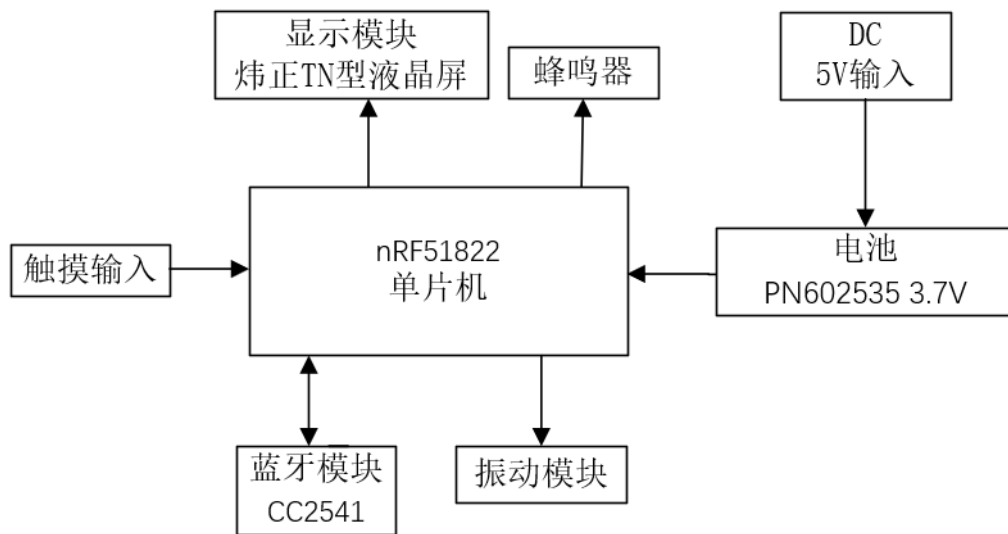 显示模块
炜正TN型液晶屏
蜂鸣器
DC
5V输入
触摸输入
nRF51822
单片机
电池
PN602535 3.7V
蓝牙模块
CC2541
振动模块